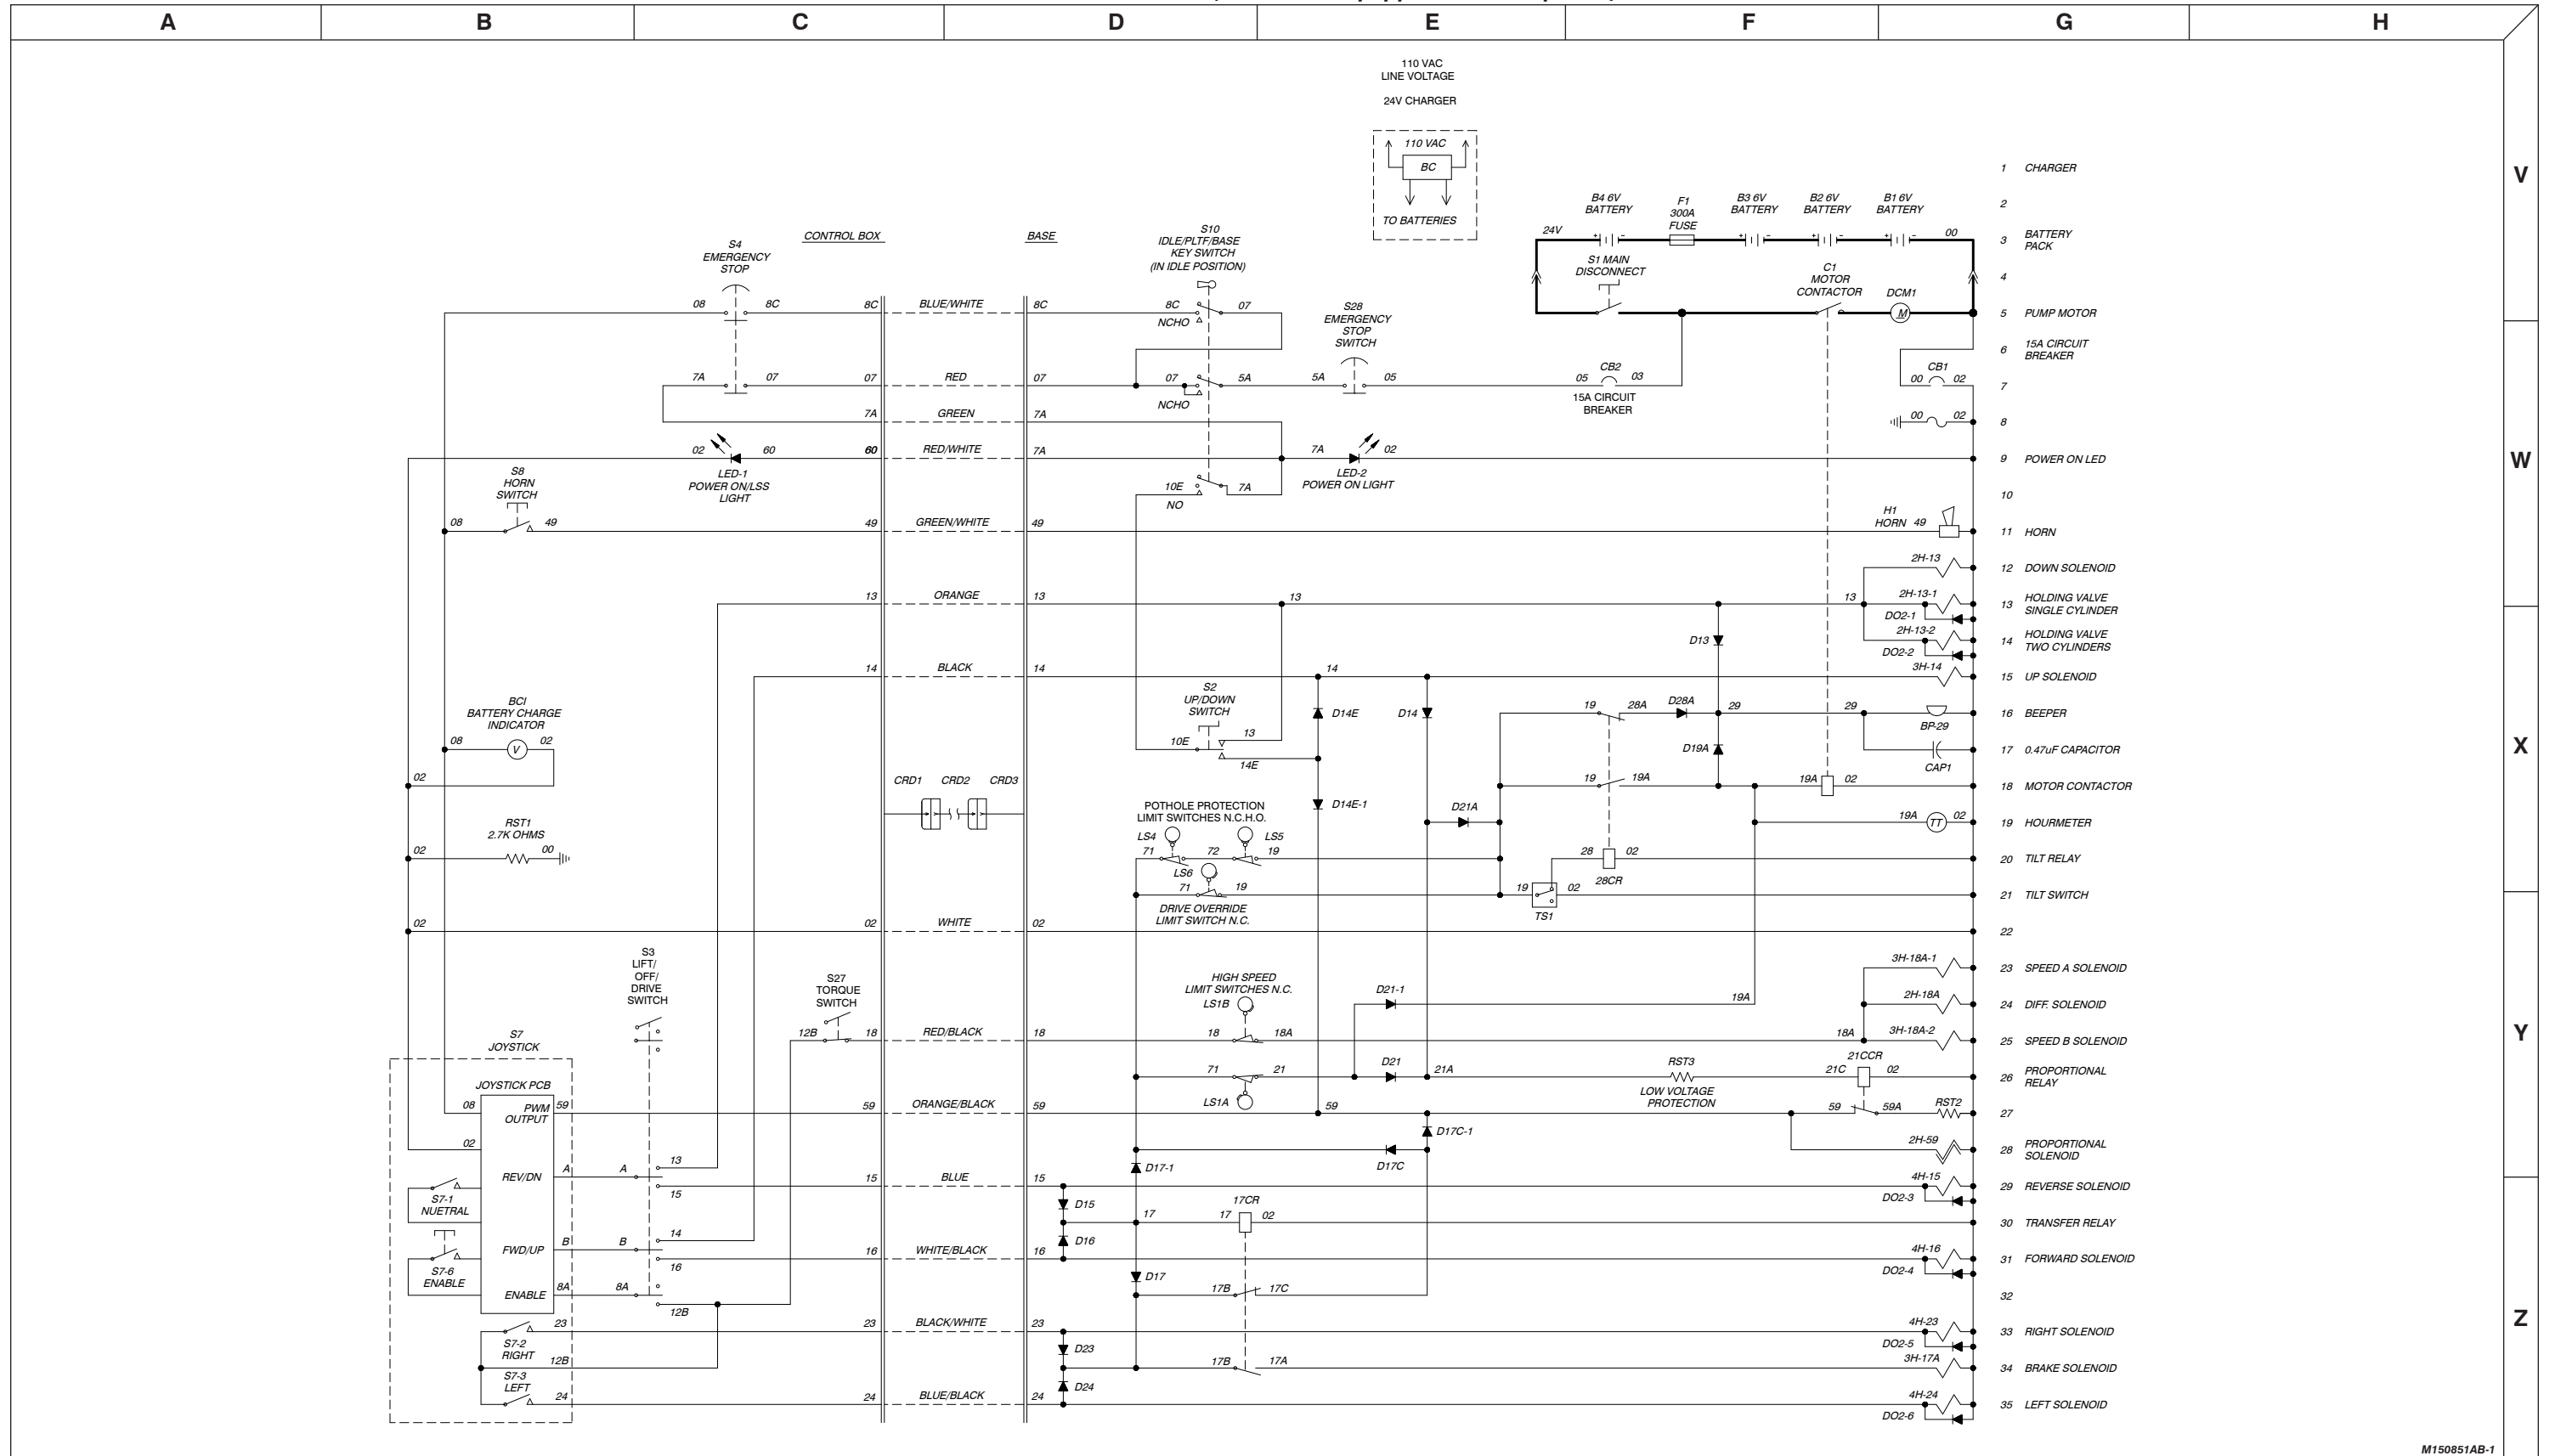 A B C D E F G H
110 VAC
LINE VOLTAGE
24V CHARGER
110 VAC
BC
TO BATTERIES
V
W
X
Y
Z
1 CHARGER
2
3 BATTERY
PACK
4
5 PUMP MOTOR
6 15A CIRCUIT
BREAKER
7
8
9 POWER ON LED
10
11 HORN
12 DOWN SOLENOID
13 HOLDING VALVE
SINGLE CYLINDER
14 HOLDING VALVE
TWO CYLINDERS
15 UP SOLENOID
16 BEEPER
17 0.47uF CAPACITOR
18 MOTOR CONTACTOR
19 HOURMETER
20 TILT RELAY
21 TILT SWITCH
22
23 SPEED A SOLENOID
24 DIFF. SOLENOID
25 SPEED B SOLENOID
26 PROPORTIONAL
RELAY
27
28 PROPORTIONAL
SOLENOID
29 REVERSE SOLENOID
30 TRANSFER RELAY
31 FORWARD SOLENOID
32
33 RIGHT SOLENOID
34 BRAKE SOLENOID
35 LEFT SOLENOID
B4 6V
BATTERY
F1
300A
FUSE
B3 6V
BATTERY
B2 6V
BATTERY
B1 6V
BATTERY
24V + - + - + - + - 00
S1 MAIN
DISCONNECT
C1
MOTOR
CONTACTOR
DCM1
M
CONTROL BOX
BASE
S4
EMERGENCY
STOP
S10
IDLE/PLTF/BASE
KEY SWITCH
(IN IDLE POSITION)
08 8C 8C BLUE/WHITE 8C 8C 07
NCHO
S28
EMERGENCY
STOP
SWITCH
7A 07 07 RED 07 07 5A 5A 05 05 CB2 03
NCHO
15A CIRCUIT
BREAKER
CB1
00 02
7A GREEN 7A
00 02
02 60 60 RED/WHITE 7A 7A 02
LED-1
POWER ON/LSS
LIGHT
LED-2
POWER ON LIGHT
10E 7A
NO
S8
HORN
SWITCH
08 49 49 GREEN/WHITE 49
H1
HORN 49
2H-13
13 ORANGE 13 13 13 2H-13-1
DO2-1
D13
2H-13-2
DO2-2
14 BLACK 14 14 3H-14
BCI
BATTERY CHARGE
INDICATOR
08 V 02
02
S2
UP/DOWN
SWITCH
10E 13
14E
D14E D14
19 28A D28A 29 29
BP-29
D19A
CAP1
CRD1 CRD2 CRD3
19 19A 19A 02
D14E-1
D21A
19A TT 02
RST1
2.7K OHMS
02 00
POTHOLE PROTECTION
LIMIT SWITCHES N.C.H.O.
LS4 LS5
71 72 19
28 02
28CR
LS6
71 19
DRIVE OVERRIDE
LIMIT SWITCH N.C.
19 02
TS1
02 02 WHITE 02
S3
LIFT/
OFF/
DRIVE
SWITCH
S27
TORQUE
SWITCH
HIGH SPEED
LIMIT SWITCHES N.C.
LS1B
3H-18A-1
D21-1 19A 2H-18A
12B 18 RED/BLACK 18 18 18A 18A 3H-18A-2
S7
JOYSTICK
71 21 D21 21A RST3 21CCR
21C 02
LS1A
LOW VOLTAGE
PROTECTION
JOYSTICK PCB
08 PWM
OUTPUT
59 59 ORANGE/BLACK 59 59 59 59A RST2
02
D17C-1
D17C
2H-59
REV/DN A A 13
15
D17-1
S7-1
NUETRAL
15 BLUE 15 4H-15
DO2-3
D15
17CR
17 17 02
D16
FWD/UP B B 14
16
S7-6
ENABLE
16 WHITE/BLACK 16 4H-16
DO2-4
D17
ENABLE 8A 8A
12B
17B 17C
S7-2
RIGHT
23 23 BLACK/WHITE 23 4H-23
DO2-5
D23
12B
17B 17A 3H-17A
S7-3
LEFT
D24
24 24 BLUE/BLACK 24 4H-24
DO2-6
M150851AB-1